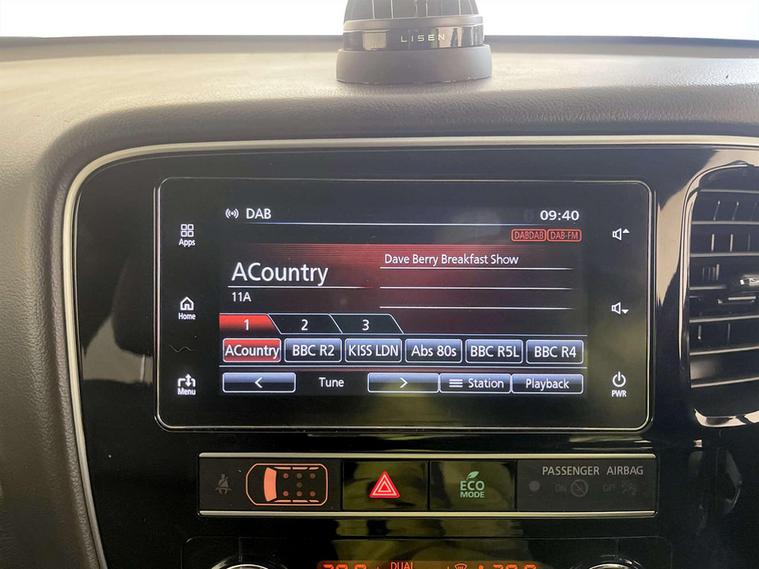 LISEN
DAB 09:40
DABDAB DAB-FM
Apps
Dave Berry Breakfast Show
ACountry
11A
Home
1 2 3
ACountry BBC R2 KISS LDN Abs 80s BBC R5L BBC R4
Menu
< Tune > Station Playback
PWR
PASSENGER AIRBAG
ECO
MODE
ON OFF
DUAL